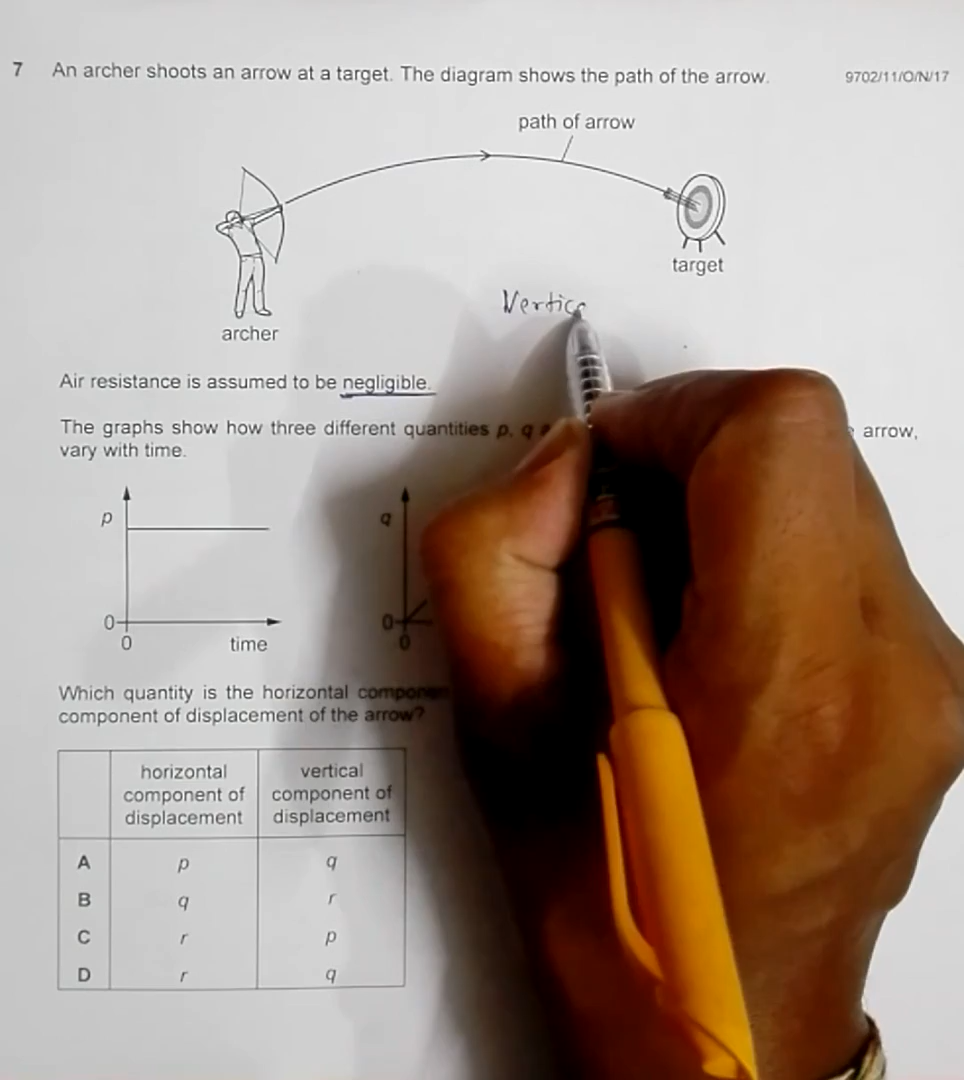 7 An archer shoots an arrow at a target. The diagram shows the path of the arrow. 9702/11/O/N/17
path of arrow
target
Vertic
archer
Air resistance is assumed to be negligible.
The graphs show how three different quantities p, q arrow,
vary with time.
p
q
0
0
time
0
0
Which quantity is the horizontal component
component of displacement of the arrow?
horizontal component of displacement vertical component of displacement
A p q
B q r
C r p
D r q